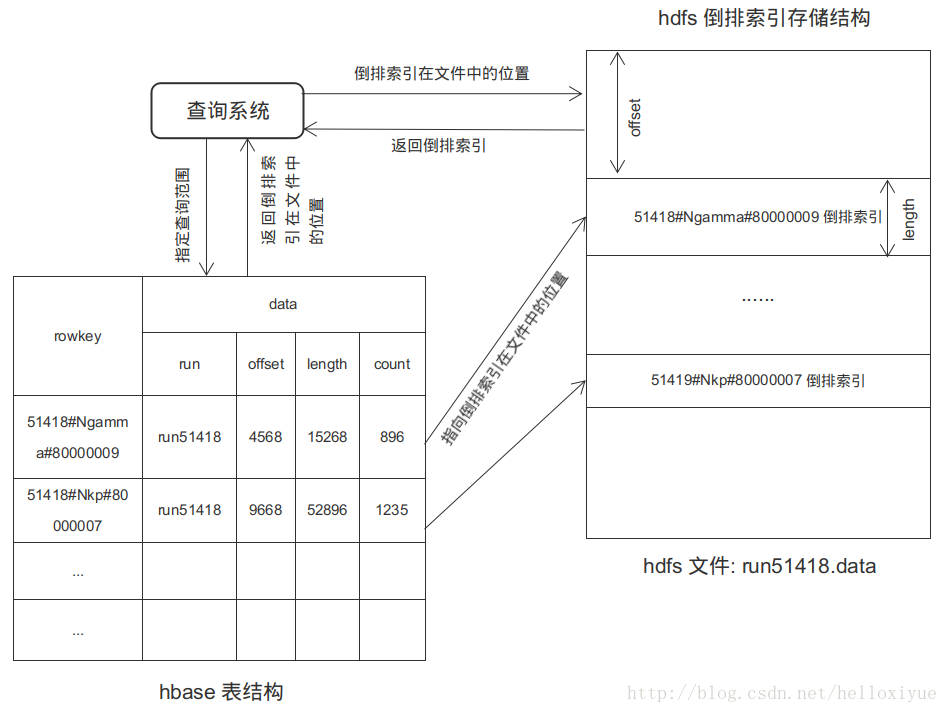 hdfs 倒排索引存储结构
倒排索引在文件中的位置
查询系统
返回倒排索引
offset
指定查询范围
返回倒排索
引在文件中
的位置
51418#Ngamma#80000009 倒排索引
length
......
指向倒排索引在文件中的位置
51419#Nkp#80000007 倒排索引
rowkey
data
run
offset
length
count
51418#Ngamm
a#80000009
run51418
4568
15268
896
51418#Nkp#80
000007
run51418
9668
52896
1235
...
...
hdfs 文件: run51418.data
hbase 表结构
http://blog.csdn.net/helloxiyue